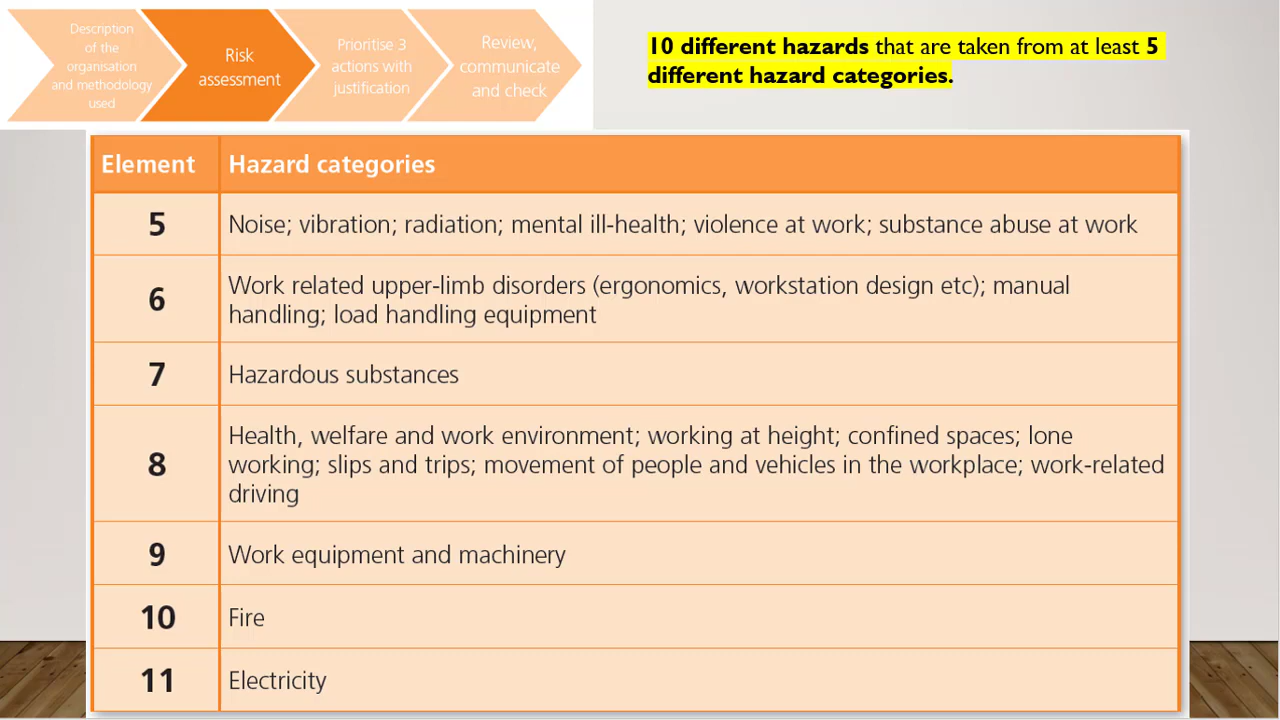 Description
of the
organisation
and methodology
used
Risk
assessment
Prioritise 3
actions with
justification
Review,
communicate
and check
10 different hazards that are taken from at least 5
different hazard categories.
Element
Hazard categories
5
Noise; vibration; radiation; mental ill-health; violence at work; substance abuse at work
6
Work related upper-limb disorders (ergonomics, workstation design etc); manual
handling; load handling equipment
7
Hazardous substances
8
Health, welfare and work environment; working at height; confined spaces; lone
working; slips and trips; movement of people and vehicles in the workplace; work-related
driving
9
Work equipment and machinery
10
Fire
11
Electricity